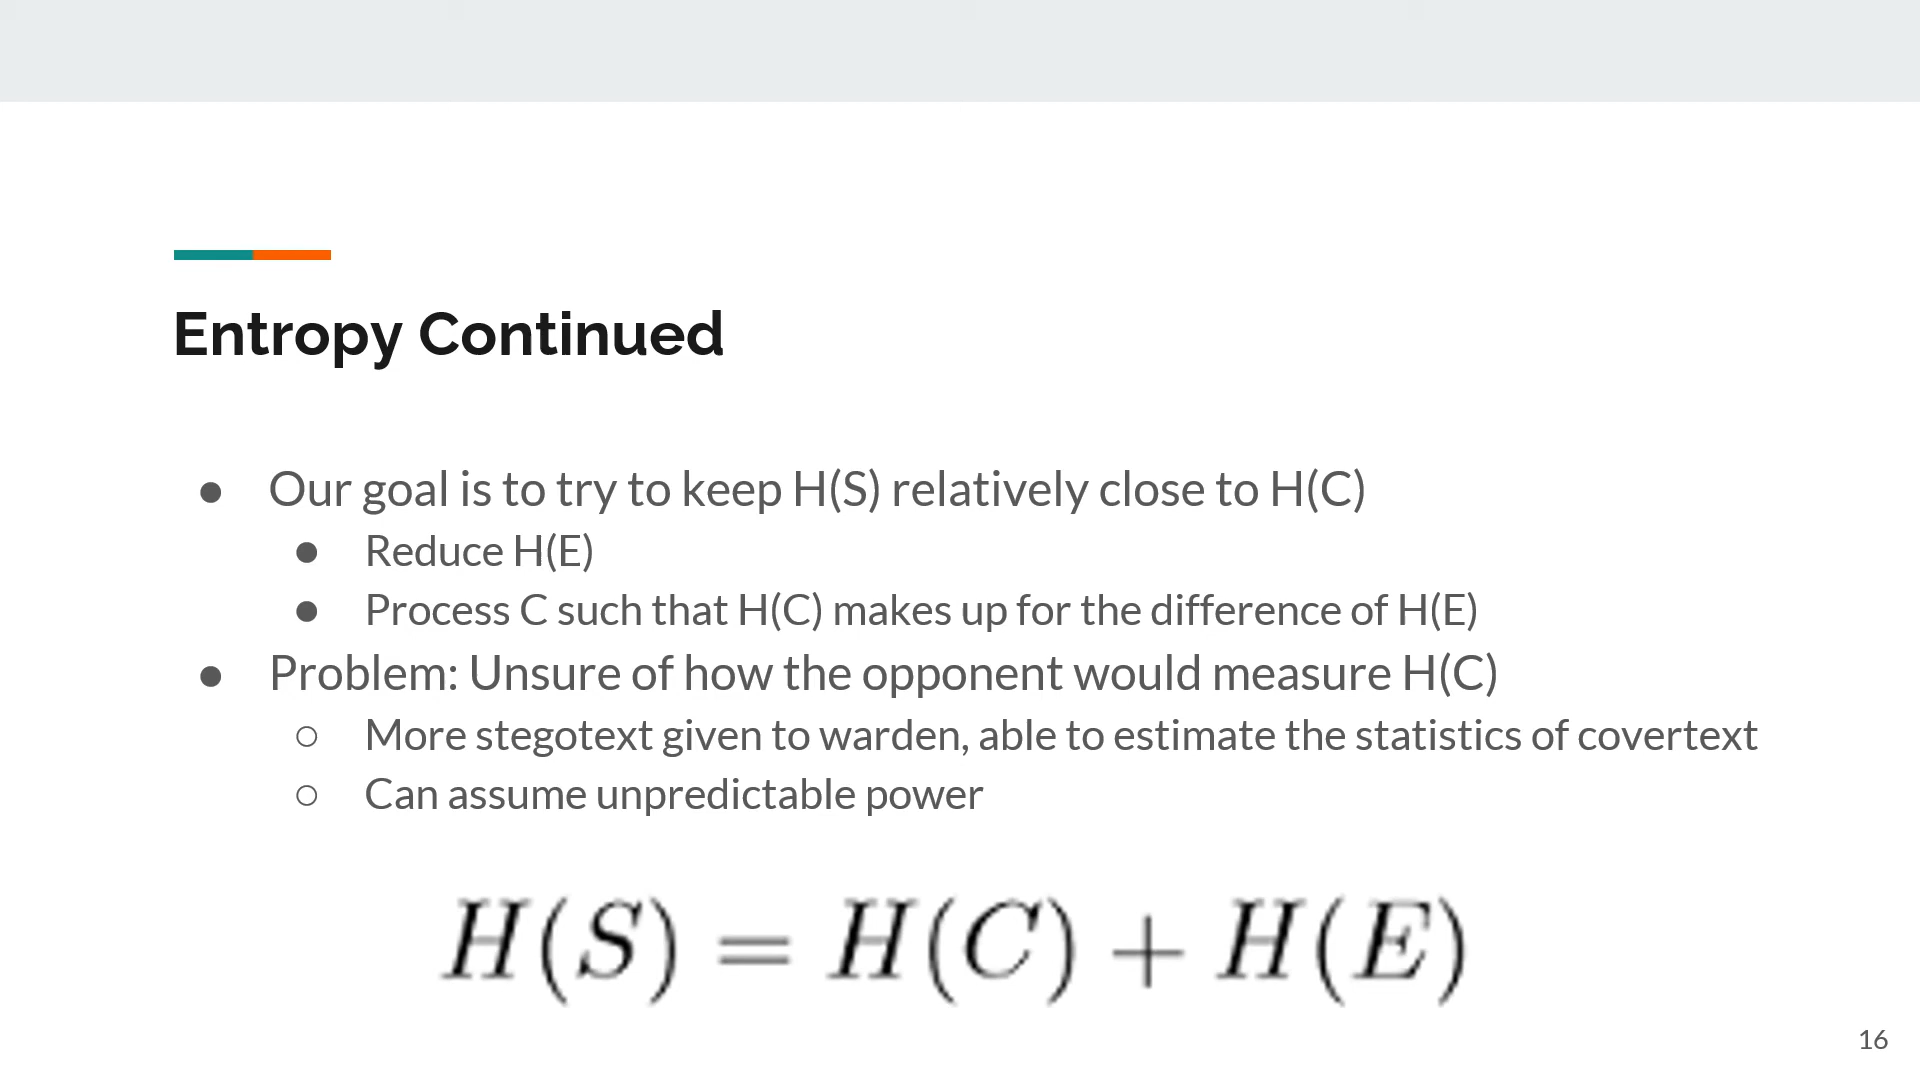 Entropy Continued
● Our goal is to try to keep H(S) relatively close to H(C)
● Reduce H(E)
● Process C such that H(C) makes up for the difference of H(E)
● Problem: Unsure of how the opponent would measure H(C)
○ More stegotext given to warden, able to estimate the statistics of covertext
○ Can assume unpredictable power
H(S) = H(C) + H(E)
16